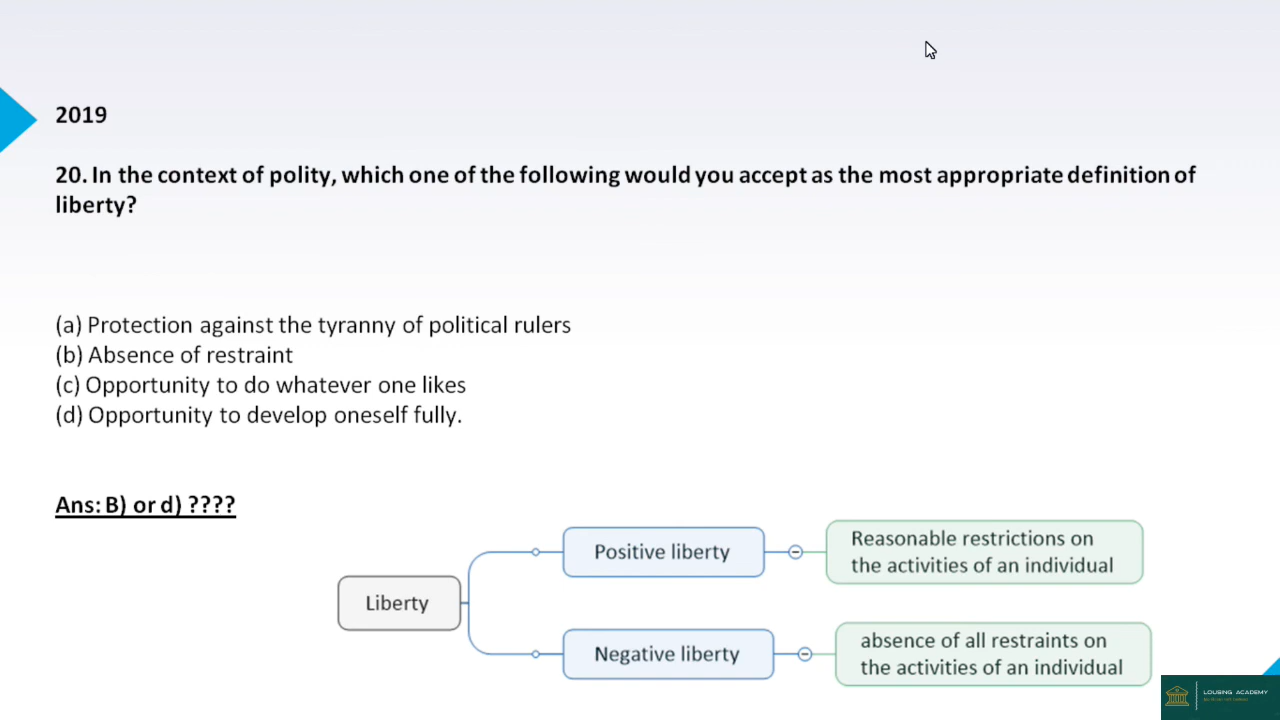 2019
20. In the context of polity, which one of the following would you accept as the most appropriate definition of
liberty?
(a) Protection against the tyranny of political rulers
(b) Absence of restraint
(c) Opportunity to do whatever one likes
(d) Opportunity to develop oneself fully.
Ans: B) or d) ????
Liberty
Positive liberty
Reasonable restrictions on
the activities of an individual
Negative liberty
absence of all restraints on
the activities of an individual
LOUSING ACADEMY